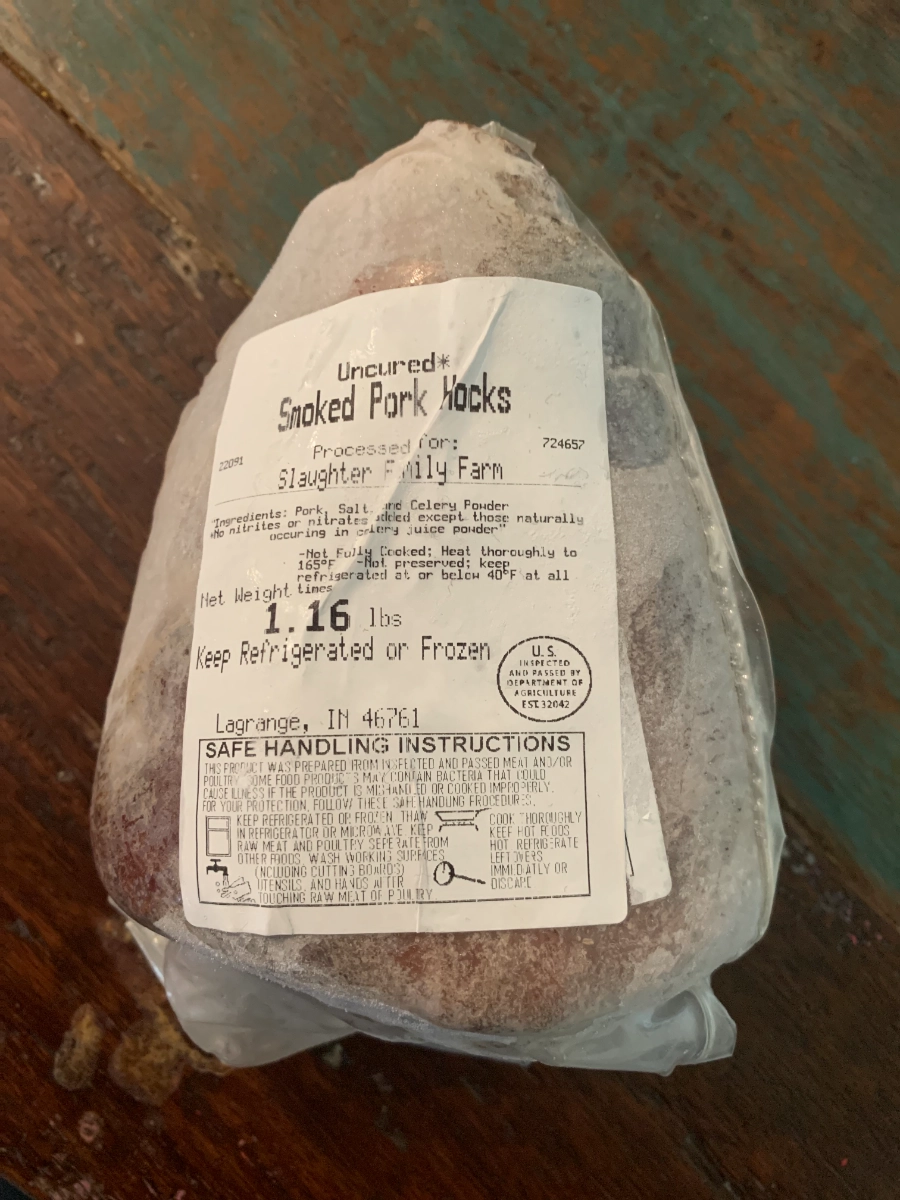 Uncured*
Smoked Pork Hocks
Processed for:
22091
724657
Slaughter F mily Farm
"Ingredients: Pork, Salt, and Celery Powder
*No nitrites or nitrates added except those naturally
occuring in celery juice powder"
-Not Fully Cooked; Heat thoroughly to
165°F -Not preserved; keep
refrigerated at or below 40°F at all
times
Net Weight
1.16 lbs
Keep Refrigerated or Frozen
U.S.
INSPECTED
AND PASSED BY
DEPARTMENT OF
AGRICULTURE
EST. 32042
Lagrange, IN 46761
SAFE HANDLING INSTRUCTIONS
THIS PRODUCT WAS PREPARED FROM INSPECTED AND PASSED MEAT AND/OR
POULTRY SOME FOOD PRODUCTS MAY CONTAIN BACTERIA THAT COULD
CAUSE ILLNESS IF THE PRODUCT IS MISHANDLED OR COOKED IMPROPERLY.
FOR YOUR PROTECTION, FOLLOW THESE SAFE HANDLING PROCEDURES.
KEEP REFRIGERATED OR FROZEN THAW
IN REFRIGERATOR OR MICROWAVE KEEP
RAW MEAT AND POULTRY SEPERATE FROM
OTHER FOODS. WASH WORKING SURFACES
(INCLUDING CUTTING BOARDS)
UTENSILS, AND HANDS AFTER
TOUCHING RAW MEAT OF POULTRY
COOK THOROUGHLY
KEEP HOT FOODS
HOT REFRIGERATE
LEFTOVERS
IMMEDIATLY OR
DISCARD